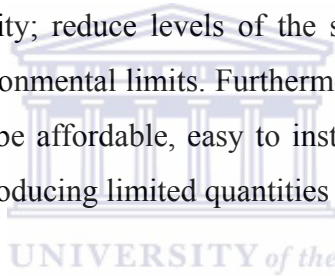 ity; reduce levels of the s
onmental limits. Furtherm
be affordable, easy to inst
oducing limited quantities
UNIVERSITY of the